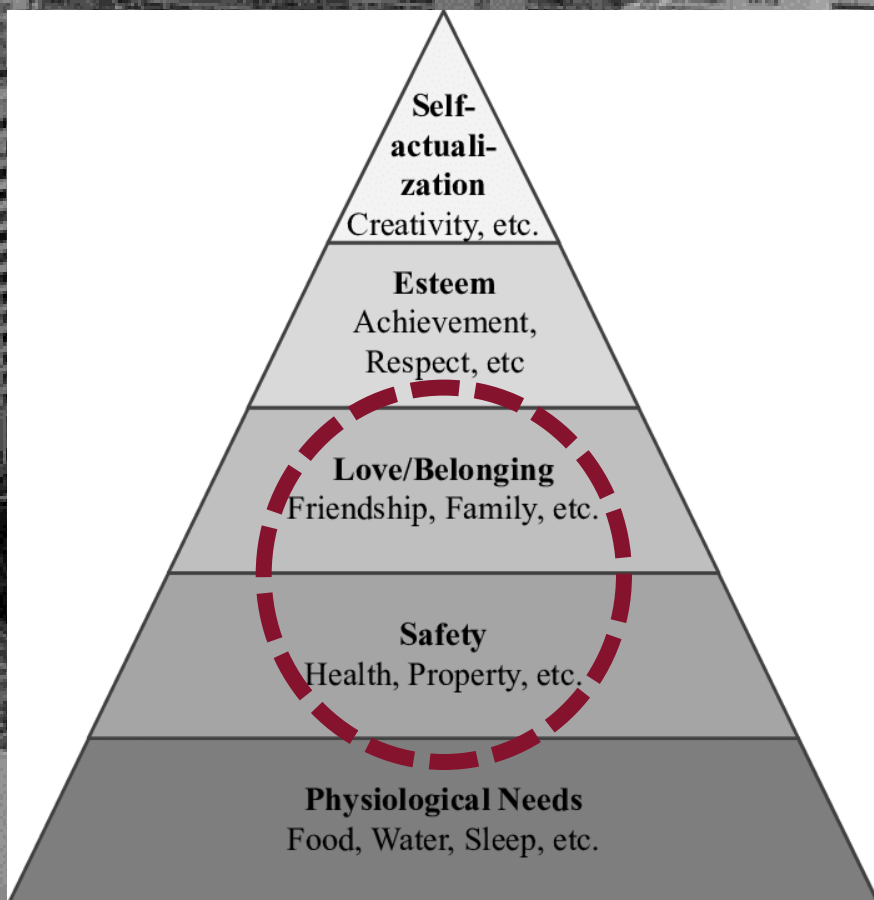 Self-
actuali-
zation
Creativity, etc.
Esteem
Achievement,
Respect, etc
Love/Belonging
Friendship, Family, etc.
Safety
Health, Property, etc.
Physiological Needs
Food, Water, Sleep, etc.